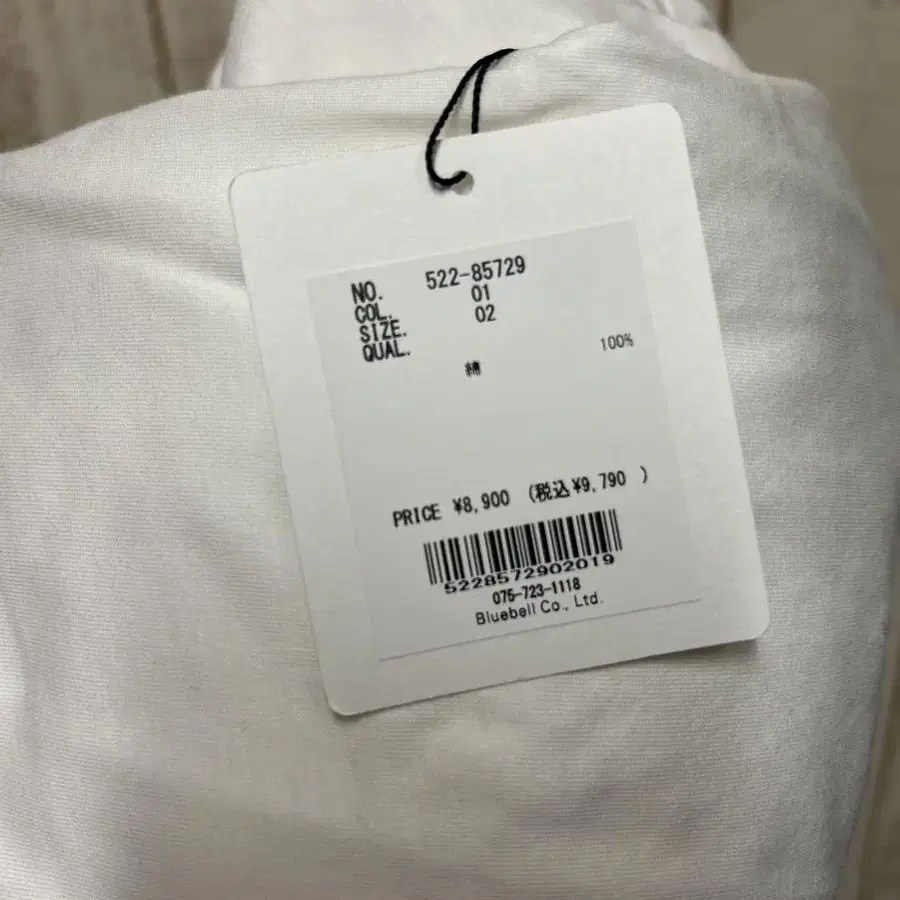 NO. 522-85729
COL. 01
SIZE. 02
QUAL.
綿 100%
PRICE ¥8,900 (税込¥9,790 )
5228572902019
075-723-1118
Bluebell Co., Ltd.